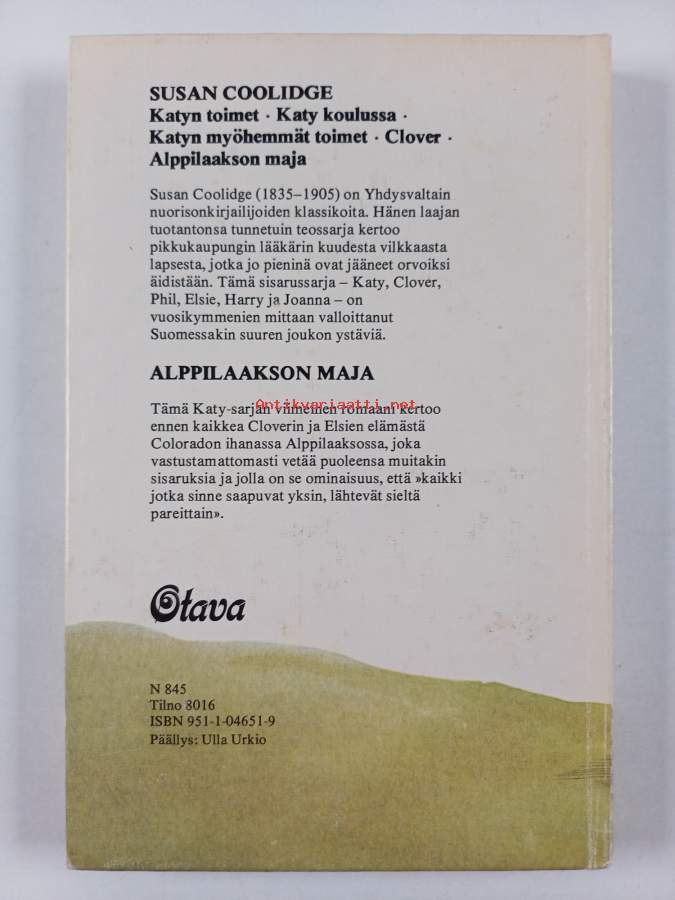 SUSAN COOLIDGE
Katyn toimet · Katy koulussa ·
Katyn myöhemmät toimet · Clover ·
Alppilaakson maja
Susan Coolidge (1835–1905) on Yhdysvaltain
nuorisonkirjailijoiden klassikoita. Hänen laajan
tuotantonsa tunnetuin teossarja kertoo
pikkukaupungin lääkärin kuudesta vilkkaasta
lapsesta, jotka jo pieninä ovat jääneet orvoiksi
äidistään. Tämä sisarussarja – Katy, Clover,
Phil, Elsie, Harry ja Joanna – on
vuosikymmenien mittaan valloittanut
Suomessakin suuren joukon ystäviä.
ALPPILAAKSON MAJA
Antikvariaatti.net
Tämä Katy-sarjan viimeinen romaani kertoo
ennen kaikkea Cloverin ja Elsien elämästä
Coloradon ihanassa Alppilaaksossa, joka
vastustamattomasti vetää puoleensa muitakin
sisaruksia ja jolla on se ominaisuus, että »kaikki
jotka sinne saapuvat yksin, lähtevät sieltä
pareittain».
Otava
N 845
Tilno 8016
ISBN 951-1-04651-9
Päällys: Ulla Urkio